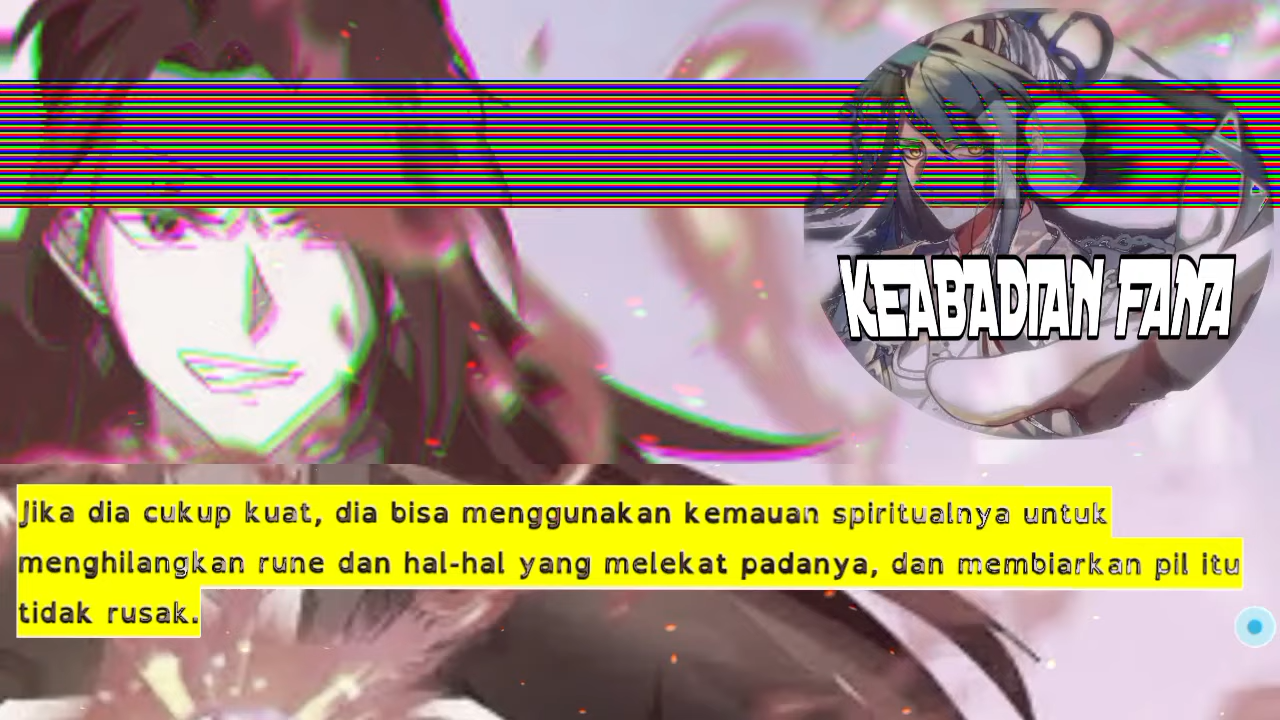 KEABADIAN FANA
Jika dia cukup kuat, dia bisa menggunakan kemauan spiritualnya untuk
menghilangkan rune dan hal-hal yang melekat padanya, dan membiarkan pil itu
tidak rusak.